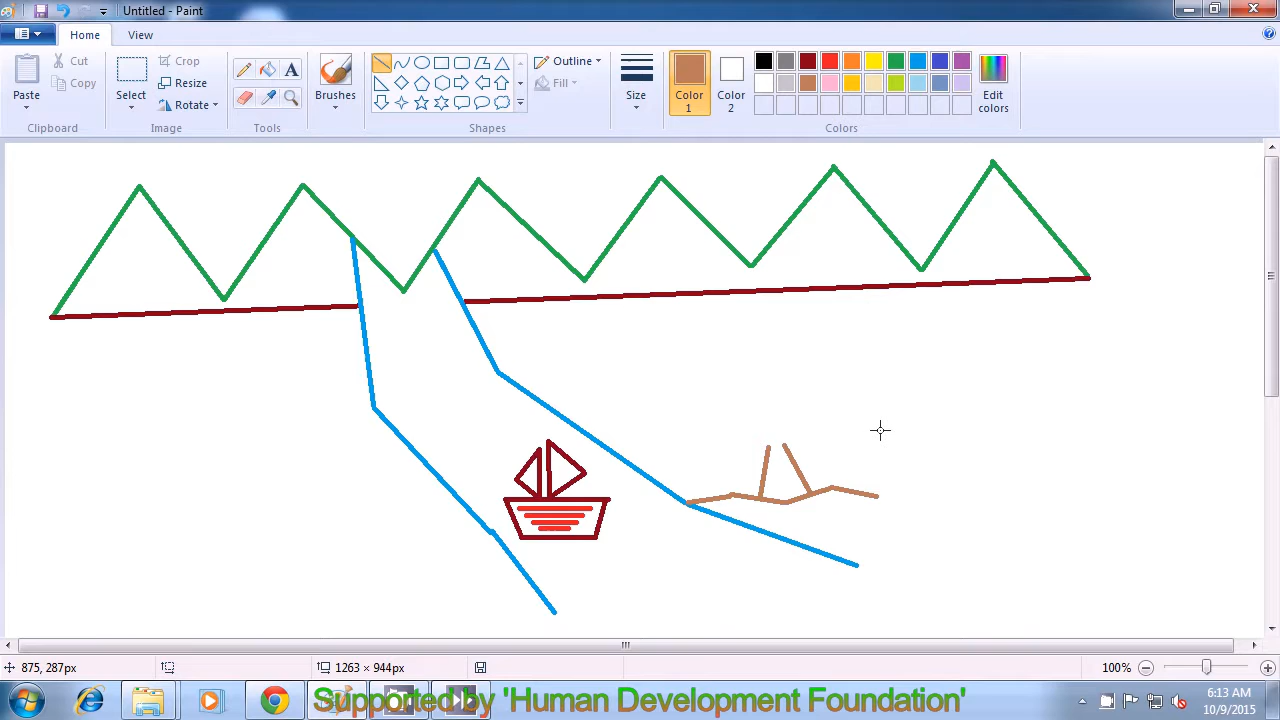 Untitled - Paint
Home View
Paste
Cut
Copy
Clipboard
Select
Crop
Resize
Rotate
Image
A
Tools
Brushes
Shapes
Outline
Fill
Size
Color
1
Color
2
Edit
colors
Colors
875, 287px
1263 × 944px
100%
Supported by 'Human Development Foundation'
6:13 AM
10/9/2015